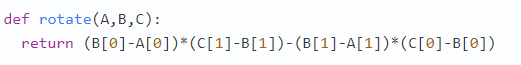 def rotate(A,B,C):
  return (B[0]-A[0])*(C[1]-B[1])-(B[1]-A[1])*(C[0]-B[0])